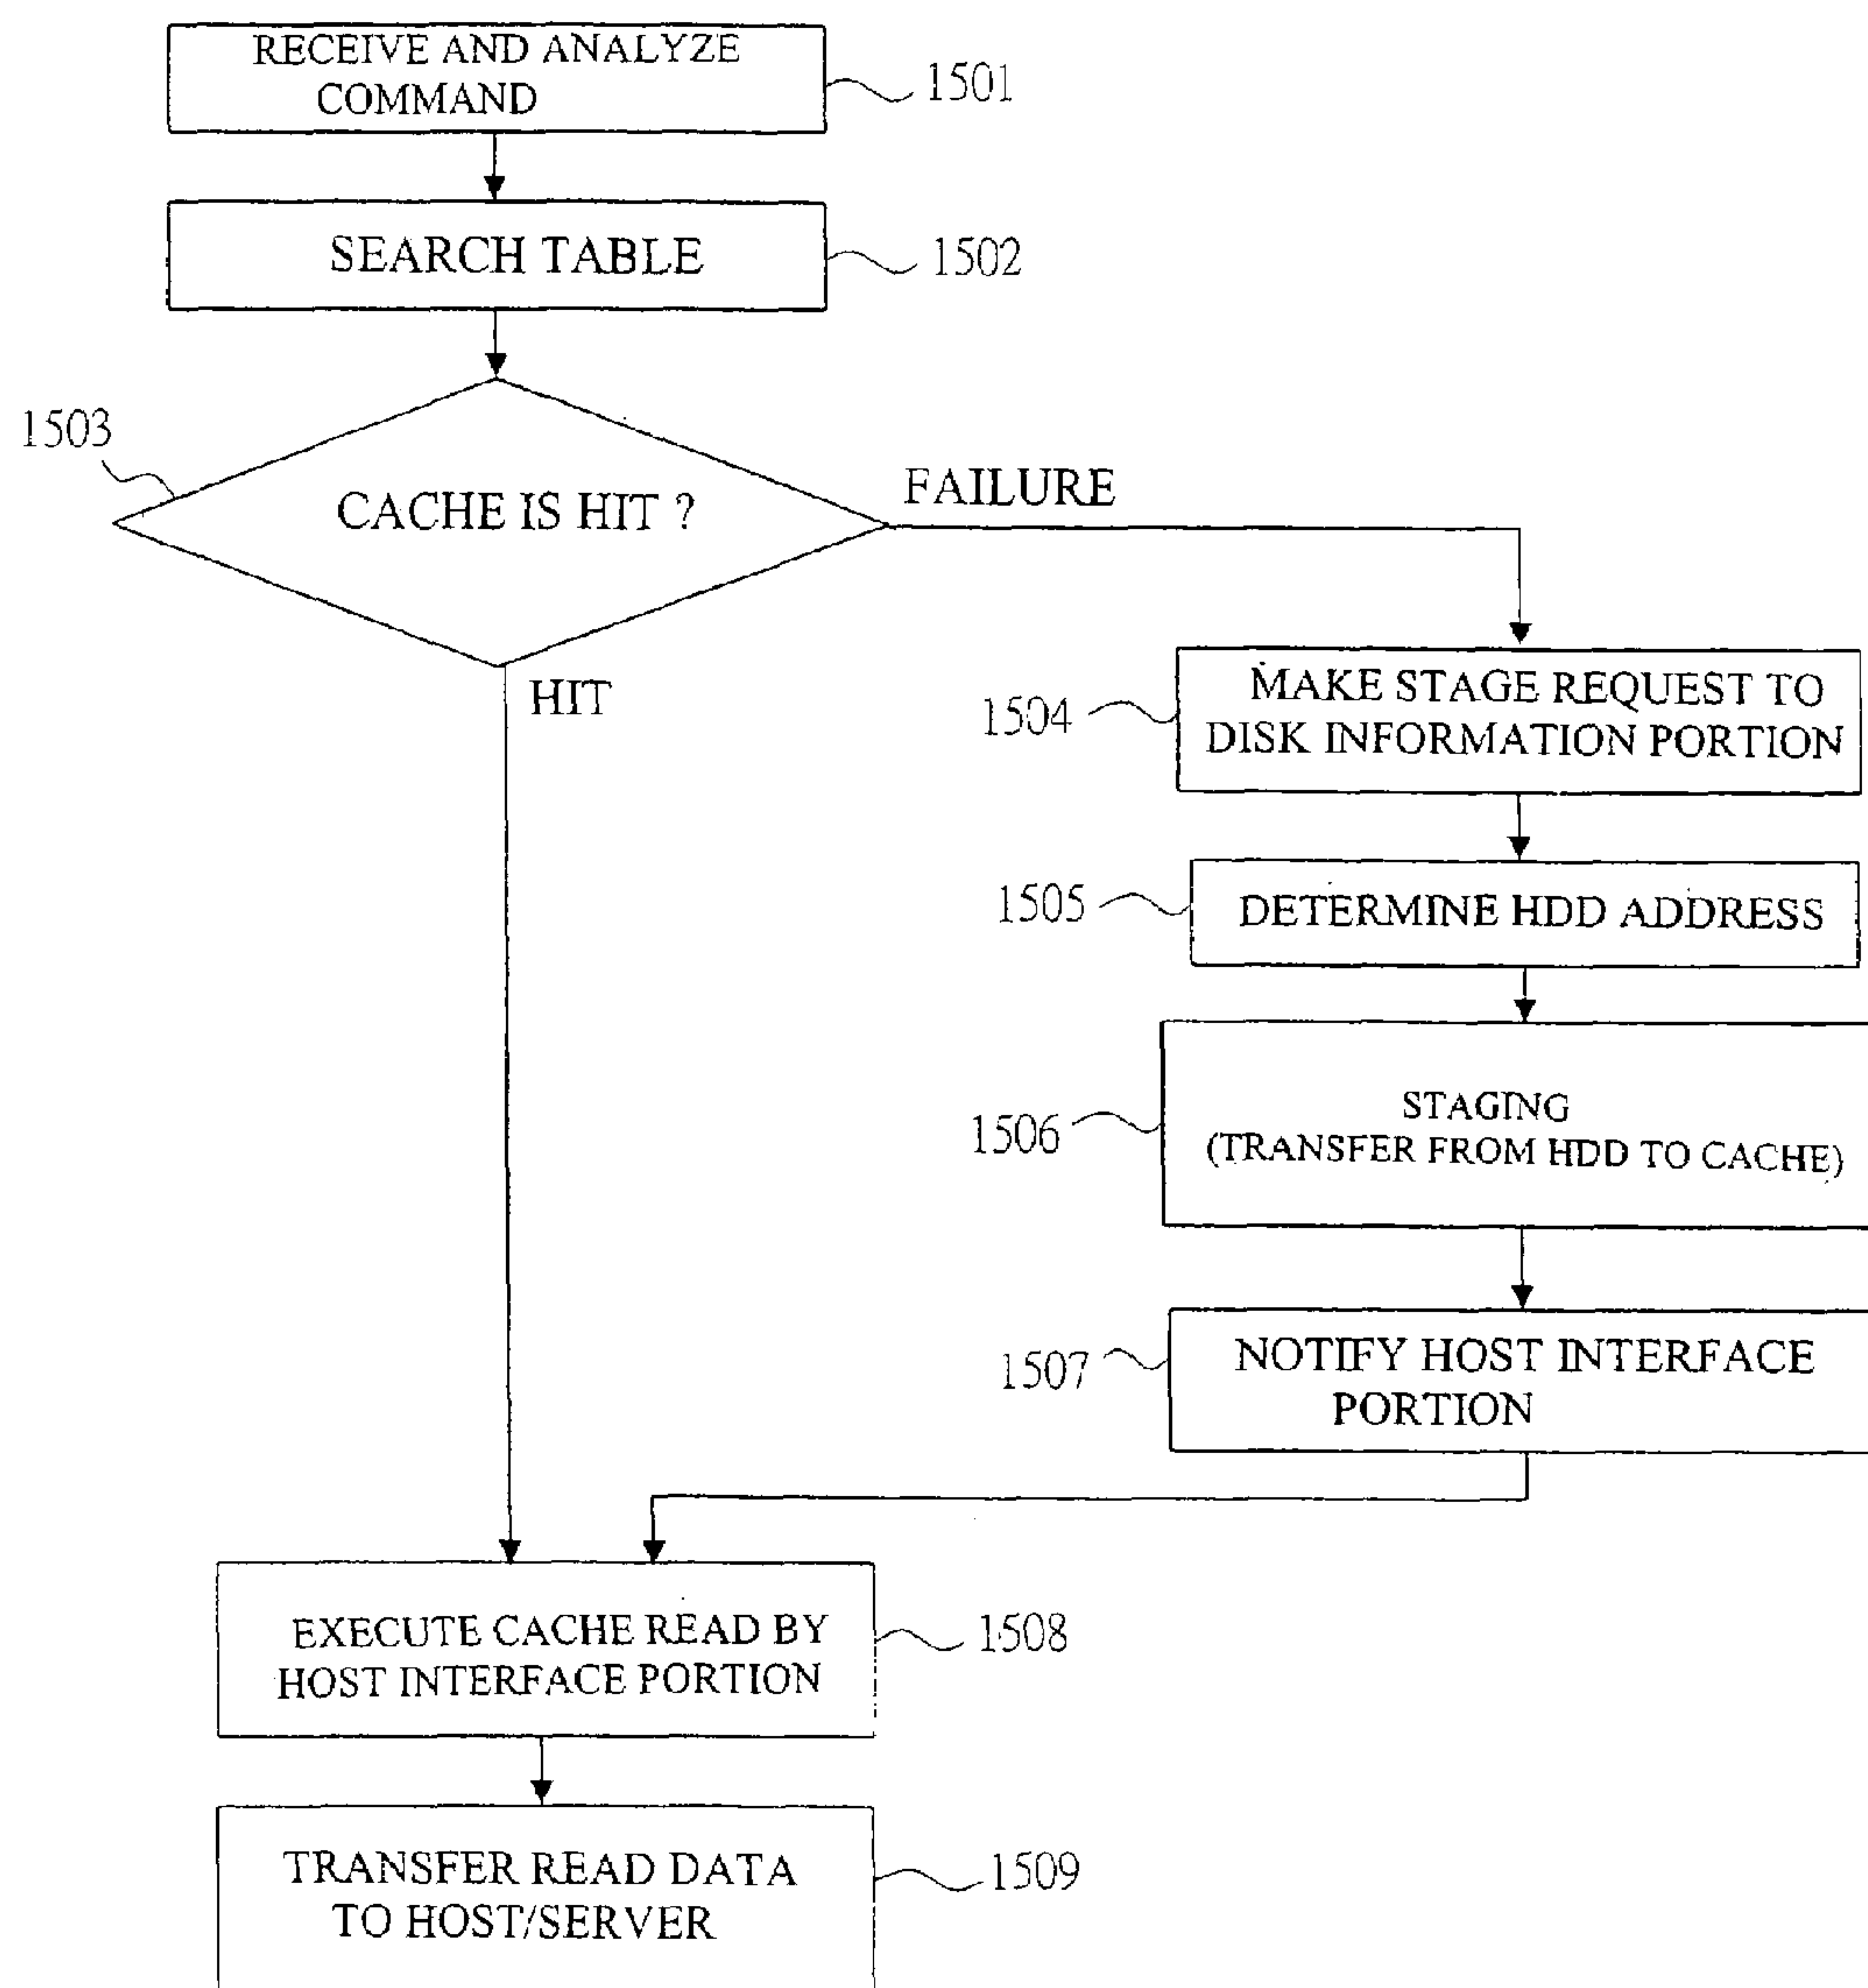 RECEIVE AND ANALYZE
COMMAND
1501
SEARCH TABLE
1502
1503
CACHE IS HIT ?
FAILURE
HIT
1504
MAKE STAGE REQUEST TO
DISK INFORMATION PORTION
1505
DETERMINE HDD ADDRESS
1506
STAGING
(TRANSFER FROM HDD TO CACHE)
1507
NOTIFY HOST INTERFACE
PORTION
EXECUTE CACHE READ BY
HOST INTERFACE PORTION
1508
TRANSFER READ DATA
TO HOST/SERVER
1509